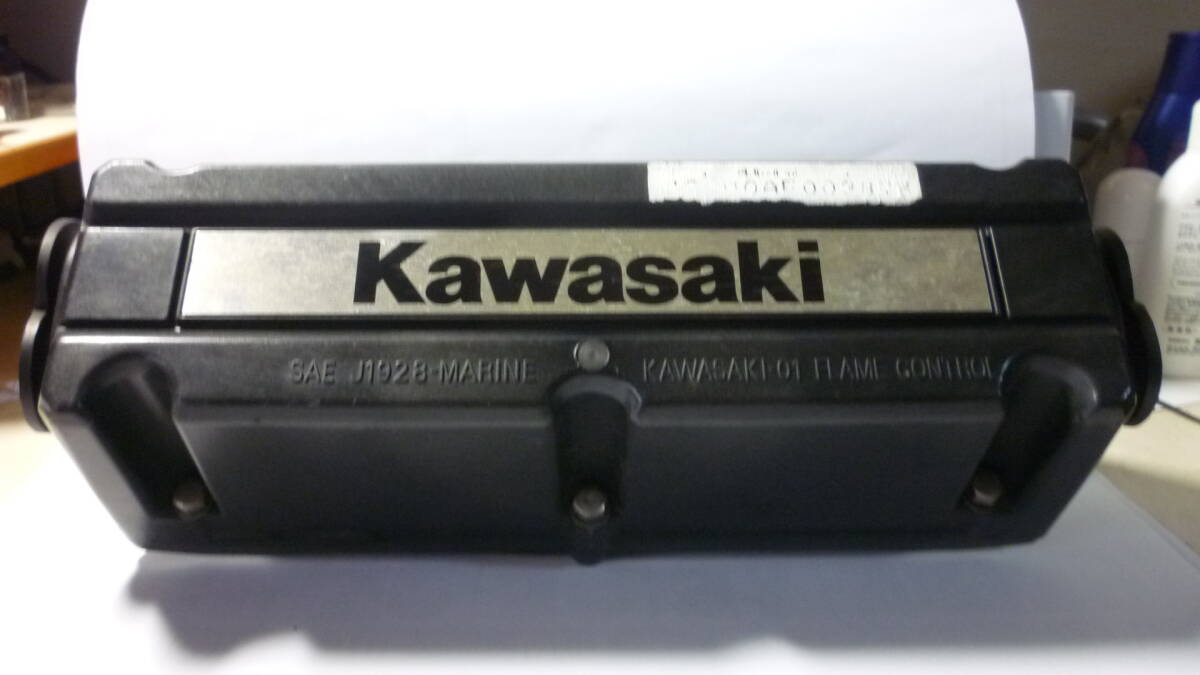 Kawasaki
SAE J1928-MARINE KAWASAKI-01 FLAME CONTROL